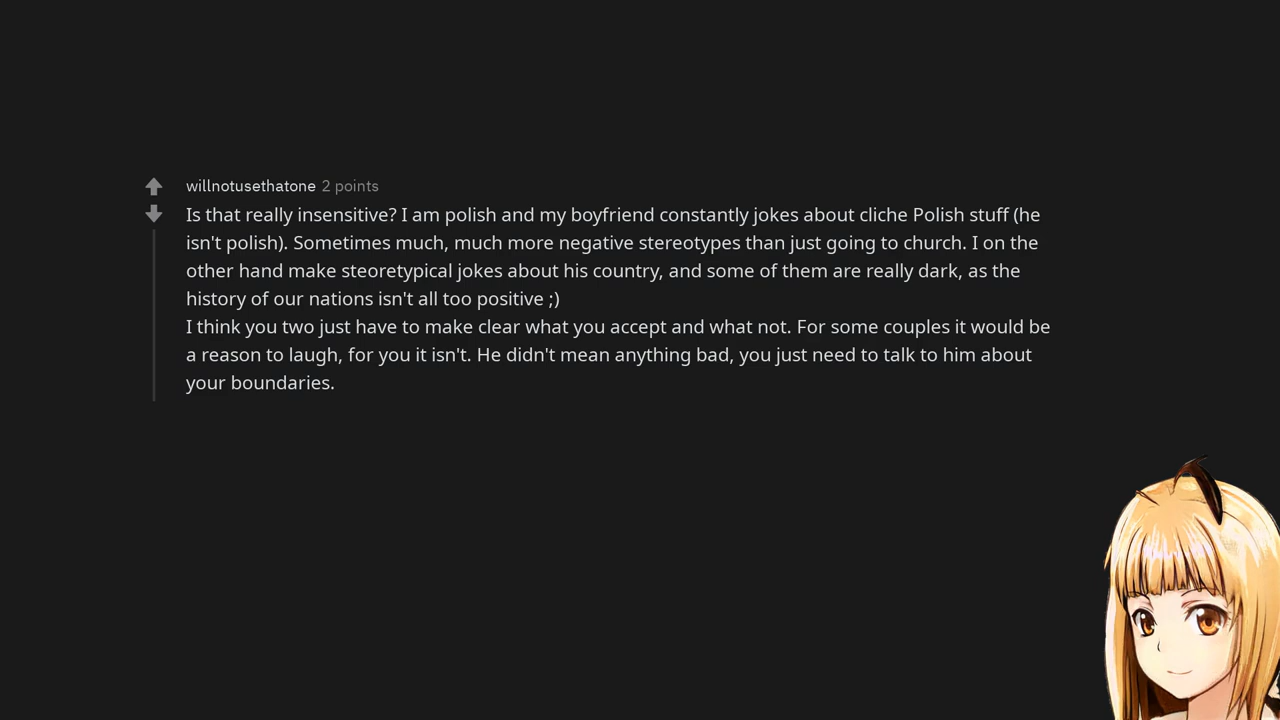 willnotusethatone 2 points
Is that really insensitive? I am polish and my boyfriend constantly jokes about cliche Polish stuff (he
isn't polish). Sometimes much, much more negative stereotypes than just going to church. I on the
other hand make steoretypical jokes about his country, and some of them are really dark, as the
history of our nations isn't all too positive ;)
I think you two just have to make clear what you accept and what not. For some couples it would be
a reason to laugh, for you it isn't. He didn't mean anything bad, you just need to talk to him about
your boundaries.